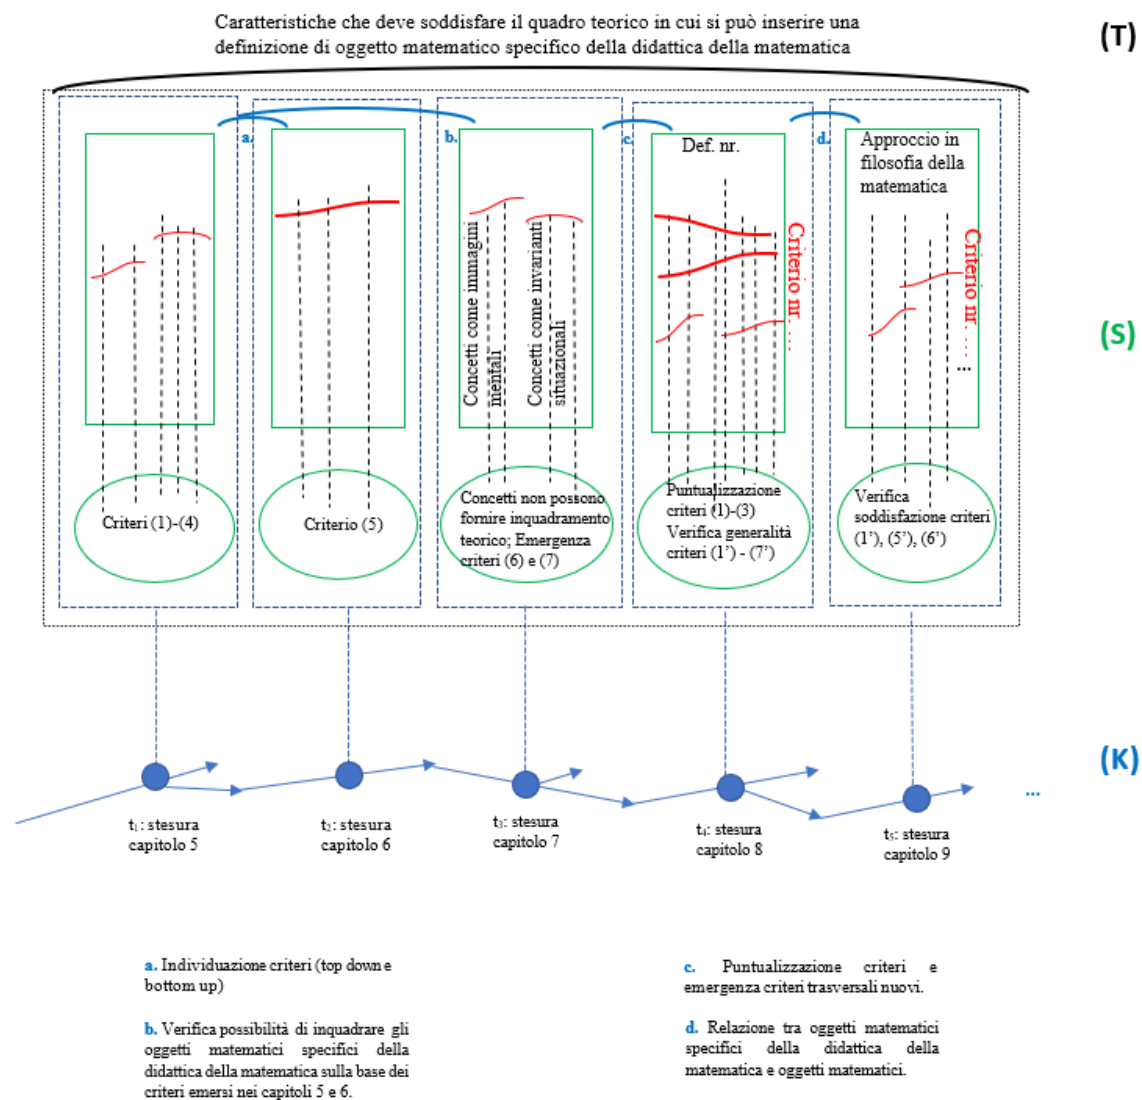 Caratteristiche che deve soddisfare il quadro teorico in cui si può inserire una
definizione di oggetto matematico specifico della didattica della matematica
(T)
a.
b.
c.
d.
Def. nr.
Approccio in
filosofia della
matematica
Concetti come immagini
mentali
Concetti come invarianti
situazionali
Criterio nr. …
Criterio nr. …
...
(S)
Criteri (1)-(4)
Criterio (5)
Concetti non possono
fornire inquadramento
teorico; Emergenza
criteri (6) e (7)
Puntualizzazione
criteri (1)-(3)
Verifica generalità
criteri (1’) - (7’)
Verifica
soddisfazione criteri
(1’), (5’), (6’)
(K)
...
t₁: stesura
capitolo 5
t₂: stesura
capitolo 6
t₃: stesura
capitolo 7
t₄: stesura
capitolo 8
t₅: stesura
capitolo 9
a. Individuazione criteri (top down e
bottom up)
b. Verifica possibilità di inquadrare gli
oggetti matematici specifici della
didattica della matematica sulla base dei
criteri emersi nei capitoli 5 e 6.
c. Puntualizzazione criteri e
emergenza criteri trasversali nuovi.
d. Relazione tra oggetti matematici
specifici della didattica della
matematica e oggetti matematici.